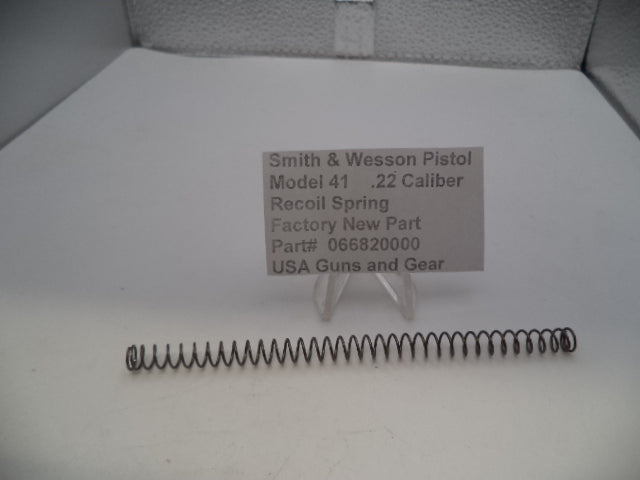 Smith & Wesson Pistol
Model 41 .22 Caliber
Recoil Spring
Factory New Part
Part# 066820000
USA Guns and Gear